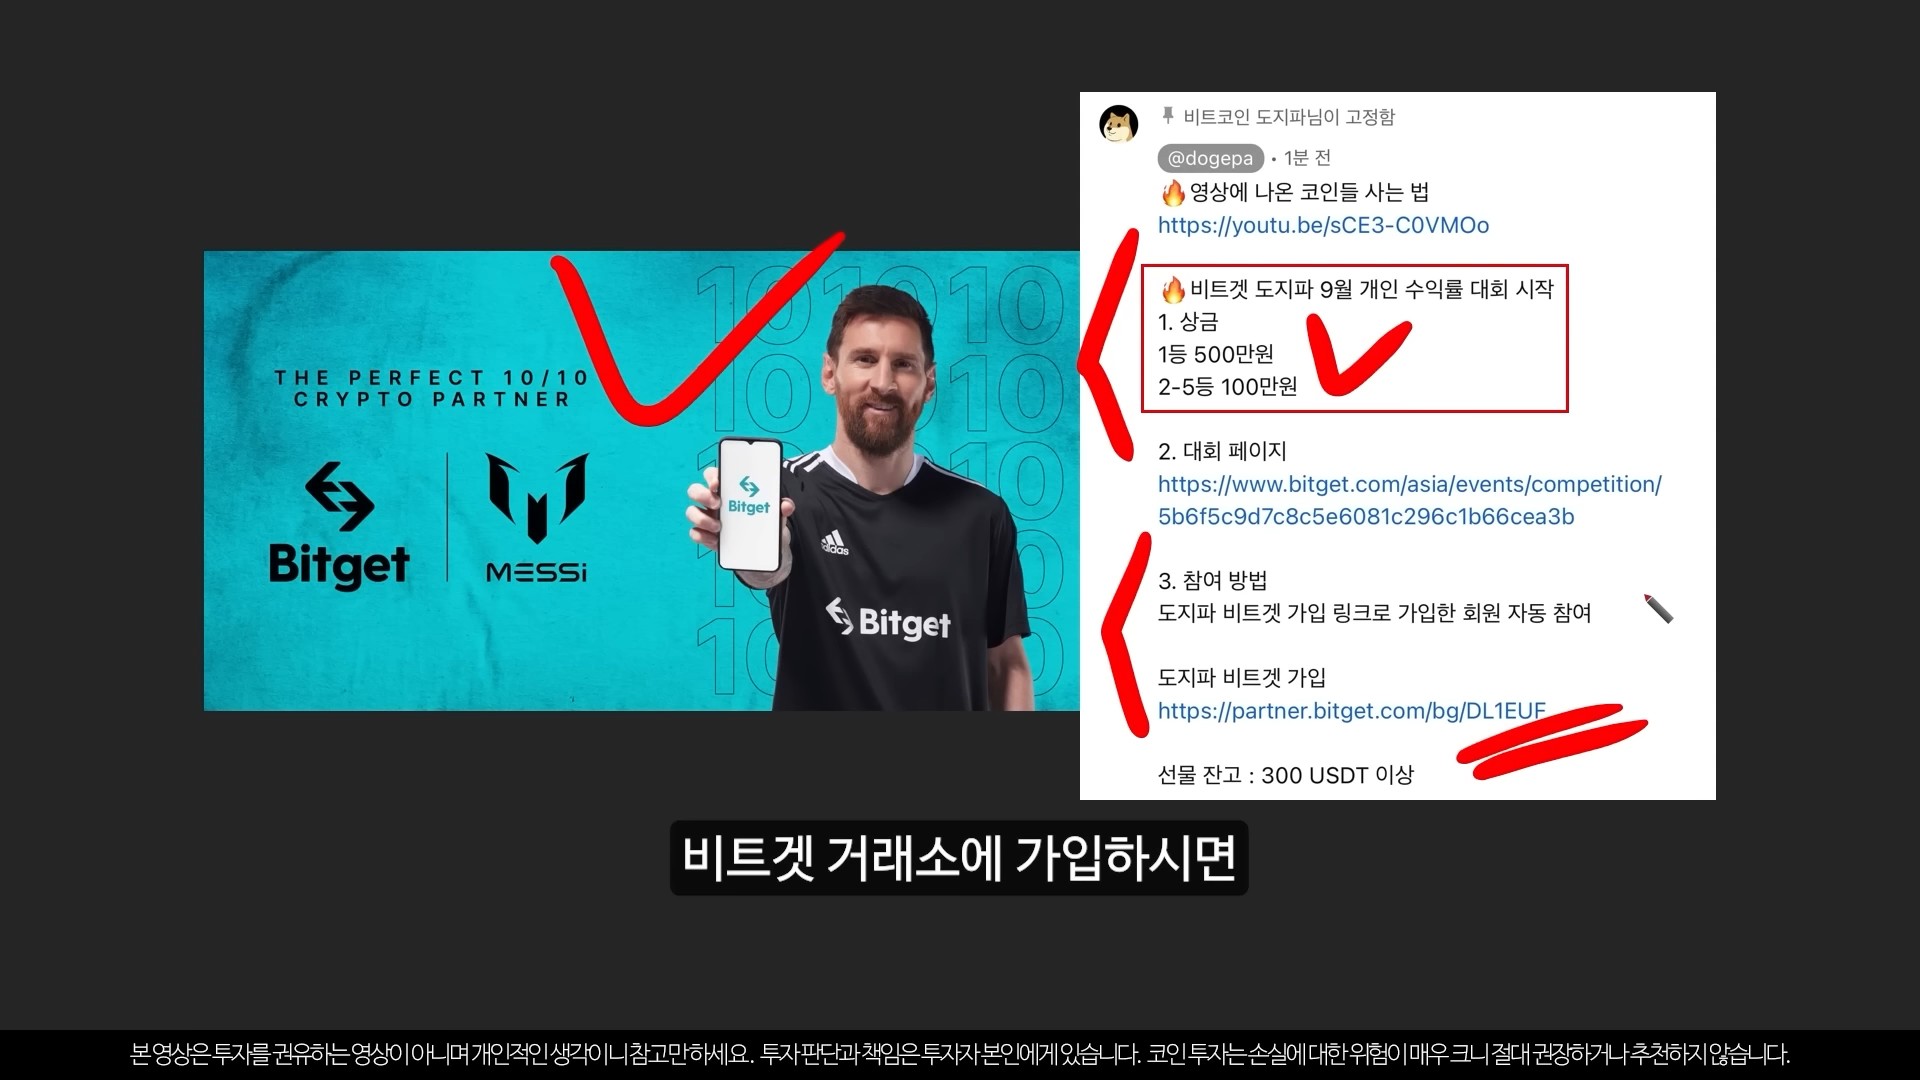 THE PERFECT 10/10
CRYPTO PARTNER
Bitget
MESSi
101010
Bitget
adidas
Bitget
비트코인 도지파님이 고정함
@dogepa • 1분 전
🔥영상에 나온 코인들 사는 법
https://youtu.be/sCE3-C0VMOo
🔥비트겟 도지파 9월 개인 수익률 대회 시작
1. 상금
1등 500만원
2-5등 100만원
2. 대회 페이지
https://www.bitget.com/asia/events/competition/
5b6f5c9d7c8c5e6081c296c1b66cea3b
3. 참여 방법
도지파 비트겟 가입 링크로 가입한 회원 자동 참여
도지파 비트겟 가입
https://partner.bitget.com/bg/DL1EUF
선물 잔고 : 300 USDT 이상
비트겟 거래소에 가입하시면
본 영상은 투자를 권유하는 영상이 아니며 개인적인 생각이니 참고만 하세요. 투자 판단과 책임은 투자자 본인에게 있습니다. 코인 투자는 손실에 대한 위험이 매우 크니 절대 권장하거나 추천하지 않습니다.